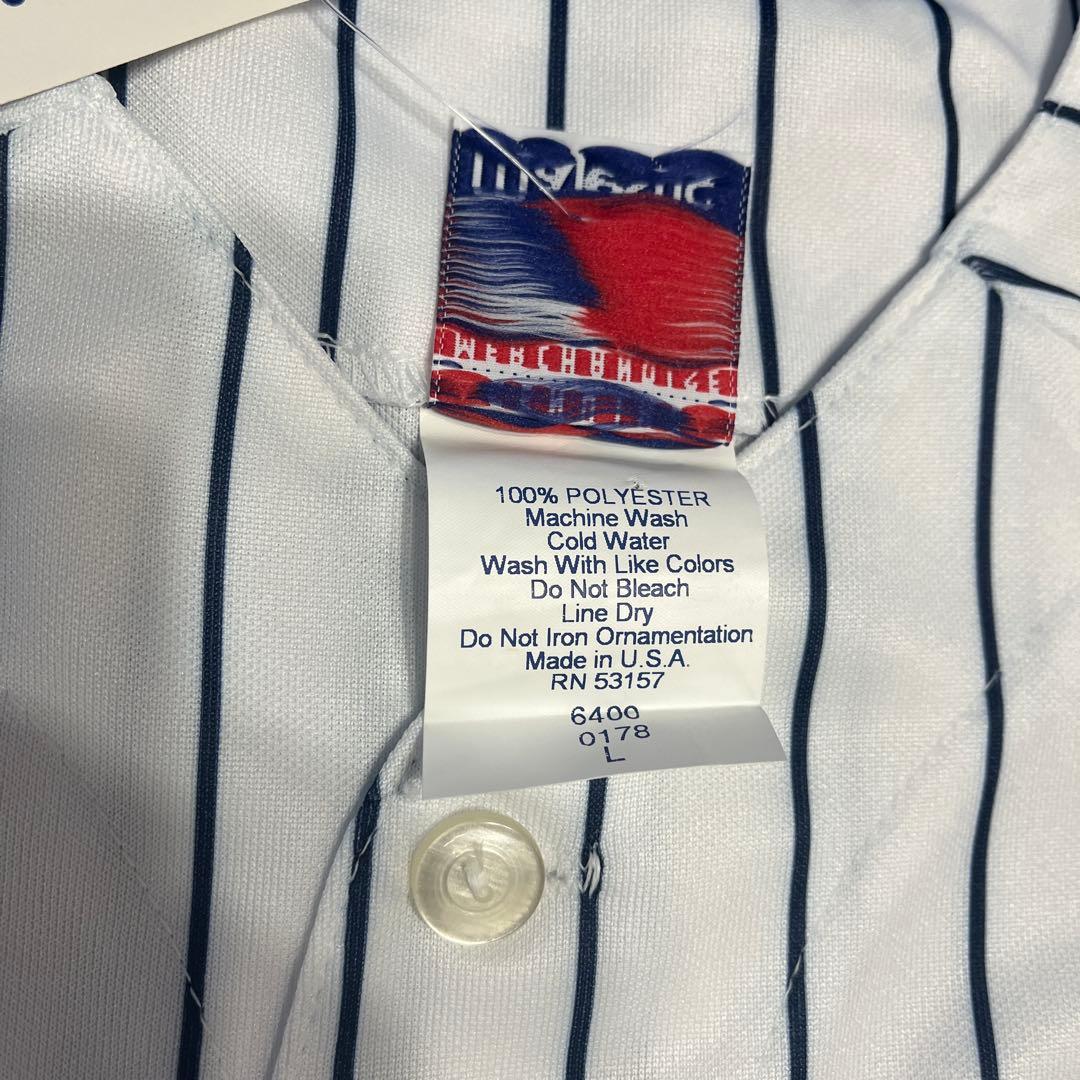 100% POLYESTER
Machine Wash
Cold Water
Wash With Like Colors
Do Not Bleach
Line Dry
Do Not Iron Ornamentation
Made in U.S.A.
RN 53157
6400
0178
L